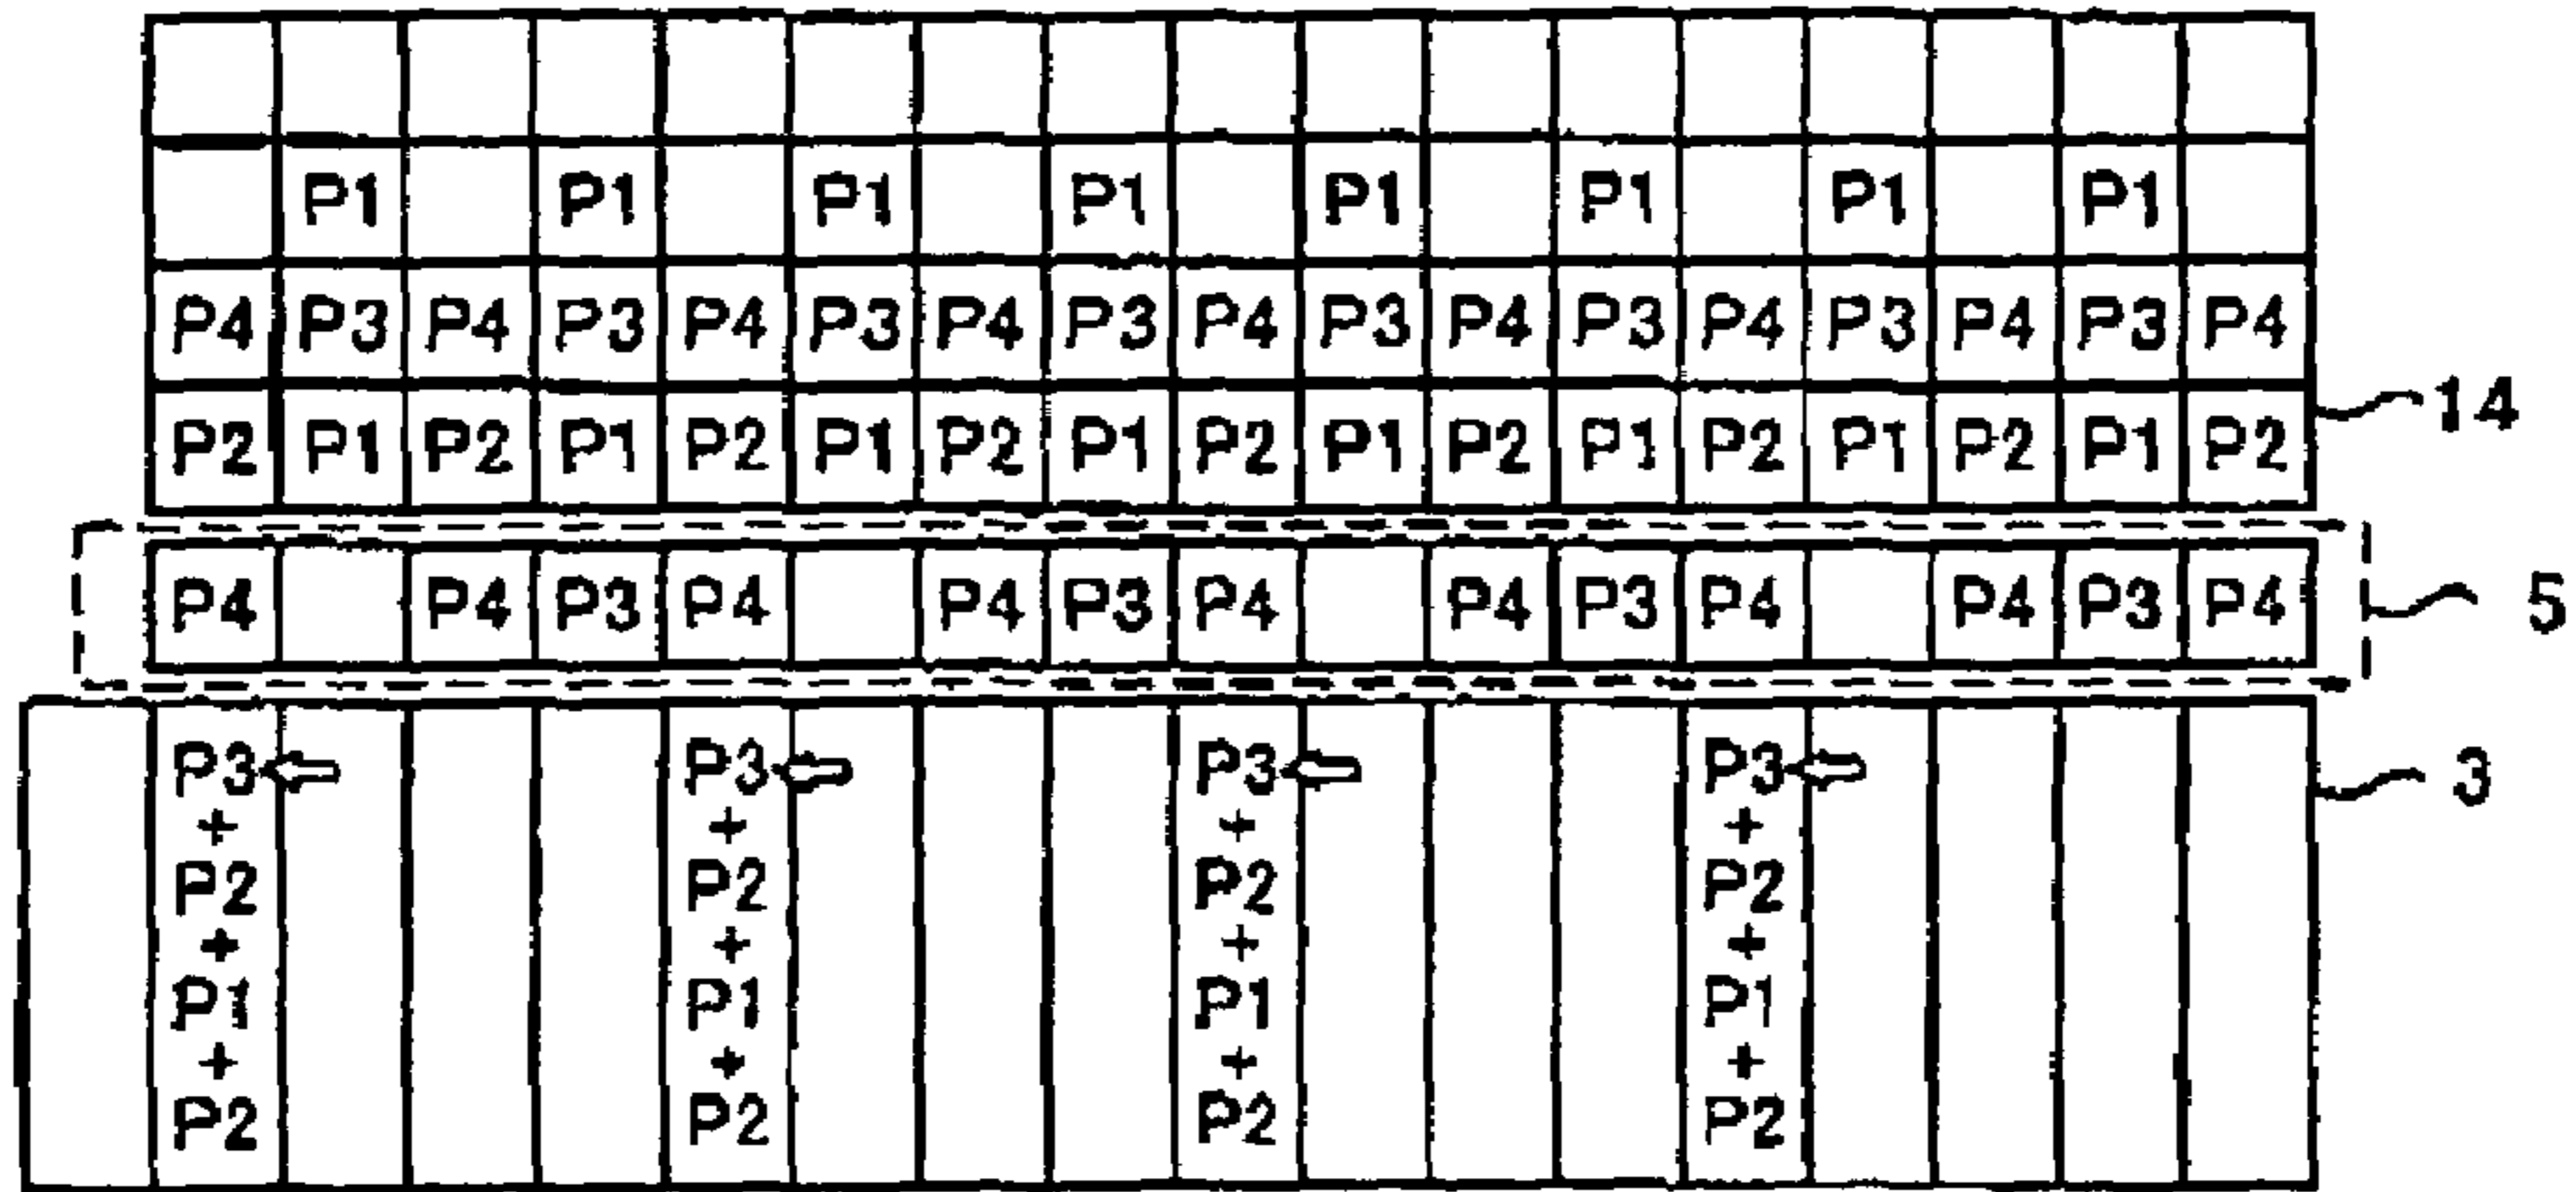 P1 P1 P1 P1 P1 P1 P1 P1
P4 P3 P4 P3 P4 P3 P4 P3 P4 P3 P4 P3 P4 P3 P4 P3 P4
P2 P1 P2 P1 P2 P1 P2 P1 P2 P1 P2 P1 P2 P1 P2 P1 P2
14
P4 P4 P3 P4 P4 P3 P4 P4 P3 P4 P4 P3 P4
5
P3 P3 P3 P3
3
+ + + +
P2 P2 P2 P2
+ + + +
P1 P1 P1 P1
+ + + +
P2 P2 P2 P2